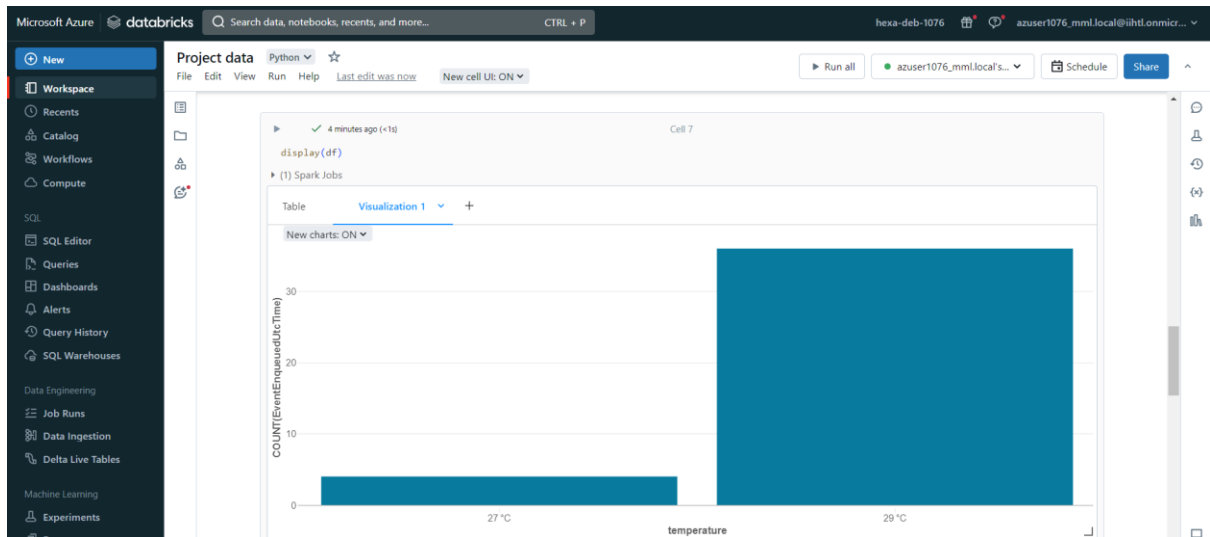 Microsoft Azure databricks Search data, notebooks, recents, and more... CTRL + P hexa-deb-1076 azuser1076_mml.local@iihtl.onmicr...
New
Workspace
Recents
Catalog
Workflows
Compute
SQL
SQL Editor
Queries
Dashboards
Alerts
Query History
SQL Warehouses
Data Engineering
Job Runs
Data Ingestion
Delta Live Tables
Machine Learning
Experiments
Project data Python
File Edit View Run Help Last edit was now New cell UI: ON
Run all azuser1076_mml.local's... Schedule Share
4 minutes ago (<1s) Cell 7
display(df)
(1) Spark Jobs
Table Visualization 1 +
New charts: ON
COUNT(EventEnqueuedUtcTime)
30
20
10
0
27 °C 29 °C
temperature